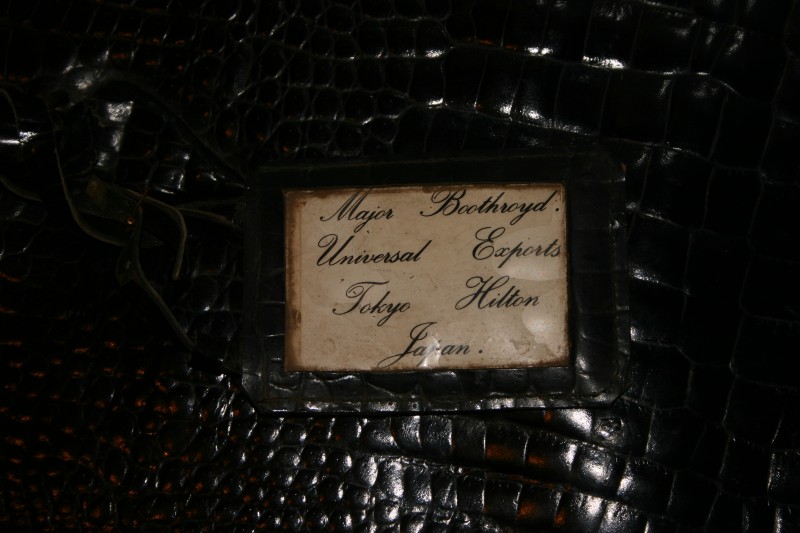 Major Boothroyd.
Universal Exports
Tokyo Hilton
Japan.